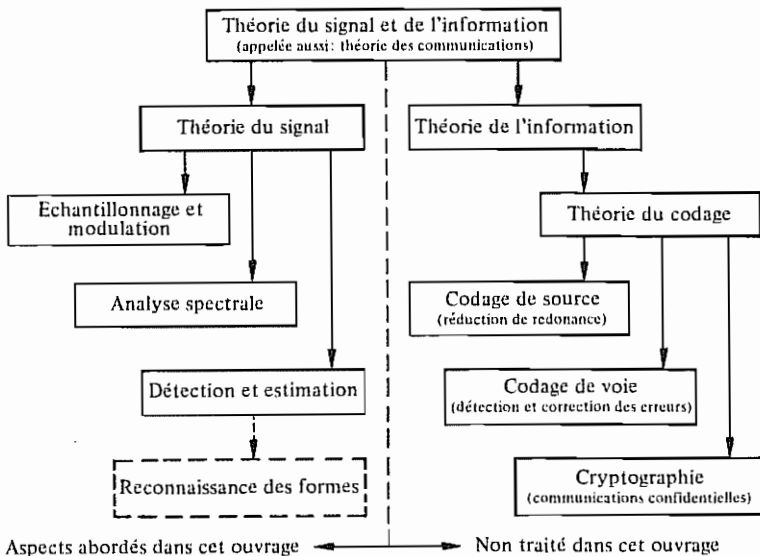 Théorie du signal et de l'information
(appelée aussi: théorie des communications)
Théorie du signal
Théorie de l'information
Echantillonnage et
modulation
Théorie du codage
Analyse spectrale
Codage de source
(réduction de redonance)
Détection et estimation
Codage de voie
(détection et correction des erreurs)
Reconnaissance des formes
Cryptographie
(communications confidentielles)
Aspects abordés dans cet ouvrage
Non traité dans cet ouvrage